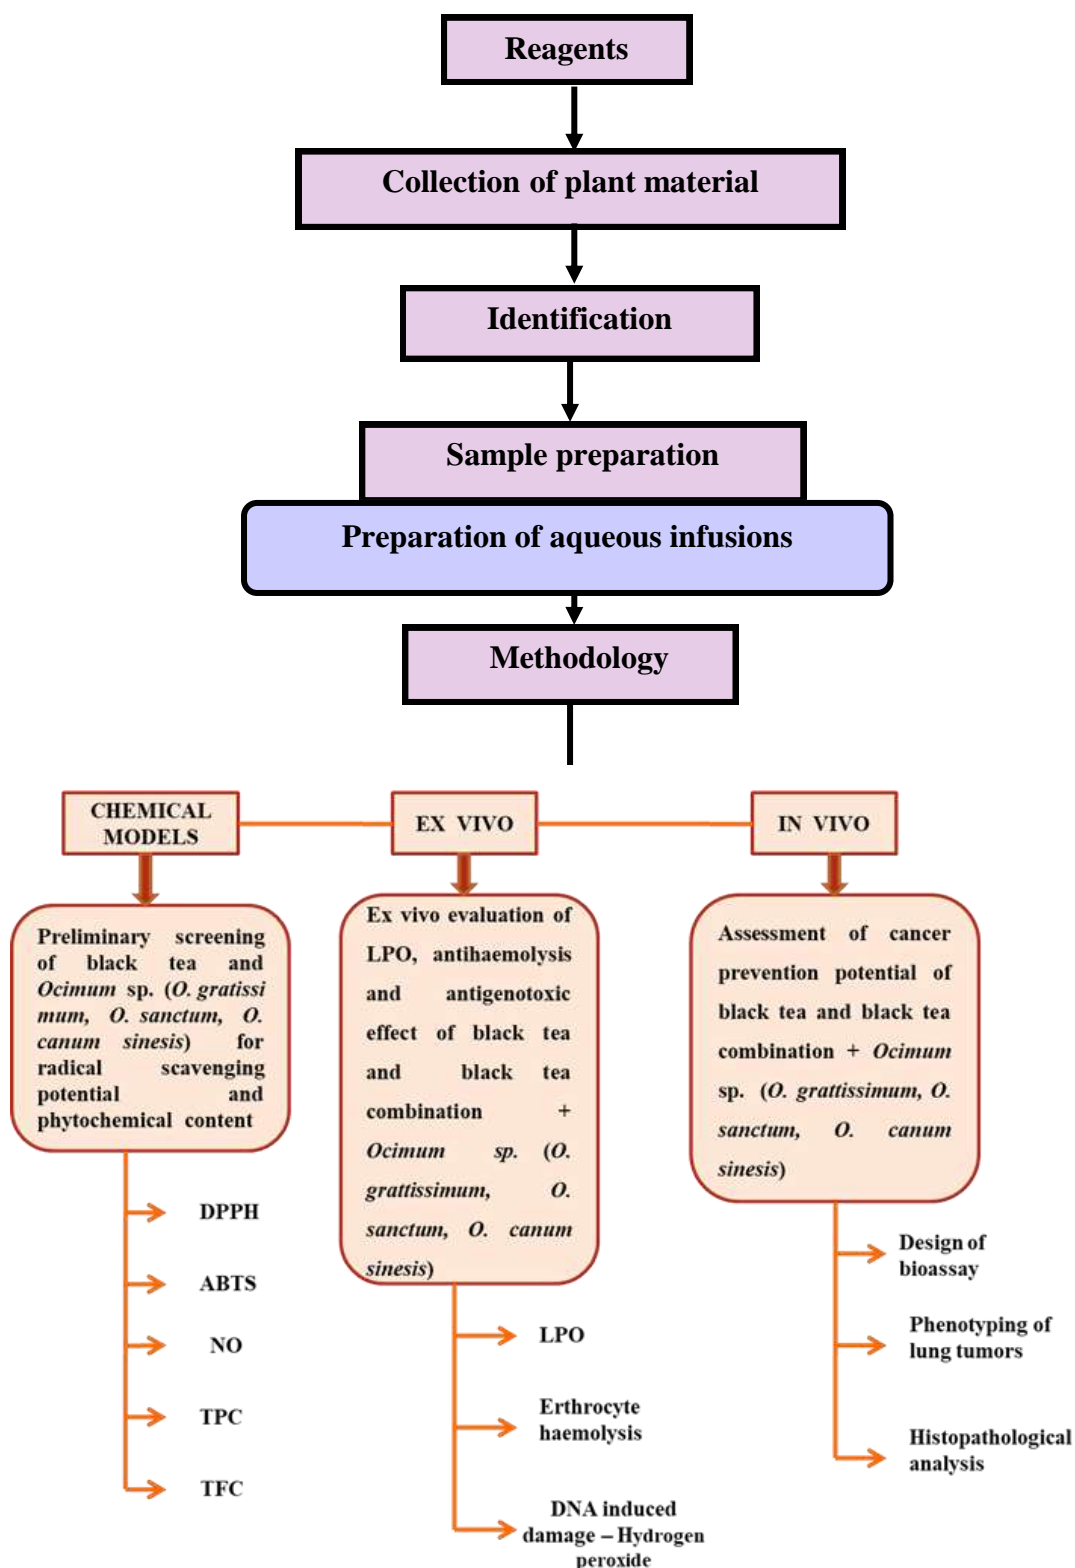 Reagents
Collection of plant material
Identification
Sample preparation
Preparation of aqueous infusions
Methodology
CHEMICAL
MODELS
Preliminary screening
of black tea and
Ocimum sp. (O. gratissi
mum, O. sanctum, O.
canum sinesis) for
radical scavenging
potential and
phytochemical content
DPPH
ABTS
NO
TPC
TFC
EX VIVO
Ex vivo evaluation of
LPO, antihaemolysis
and antigenotoxic
effect of black tea
and black tea
combination +
Ocimum sp. (O.
grattissimum, O.
sanctum, O. canum
sinesis)
LPO
Erthrocyte
haemolysis
DNA induced
damage – Hydrogen
peroxide
IN VIVO
Assessment of cancer
prevention potential of
black tea and black tea
combination + Ocimum
sp. (O. grattissimum, O.
sanctum, O. canum
sinesis)
Design of
bioassay
Phenotyping of
lung tumors
Histopathological
analysis